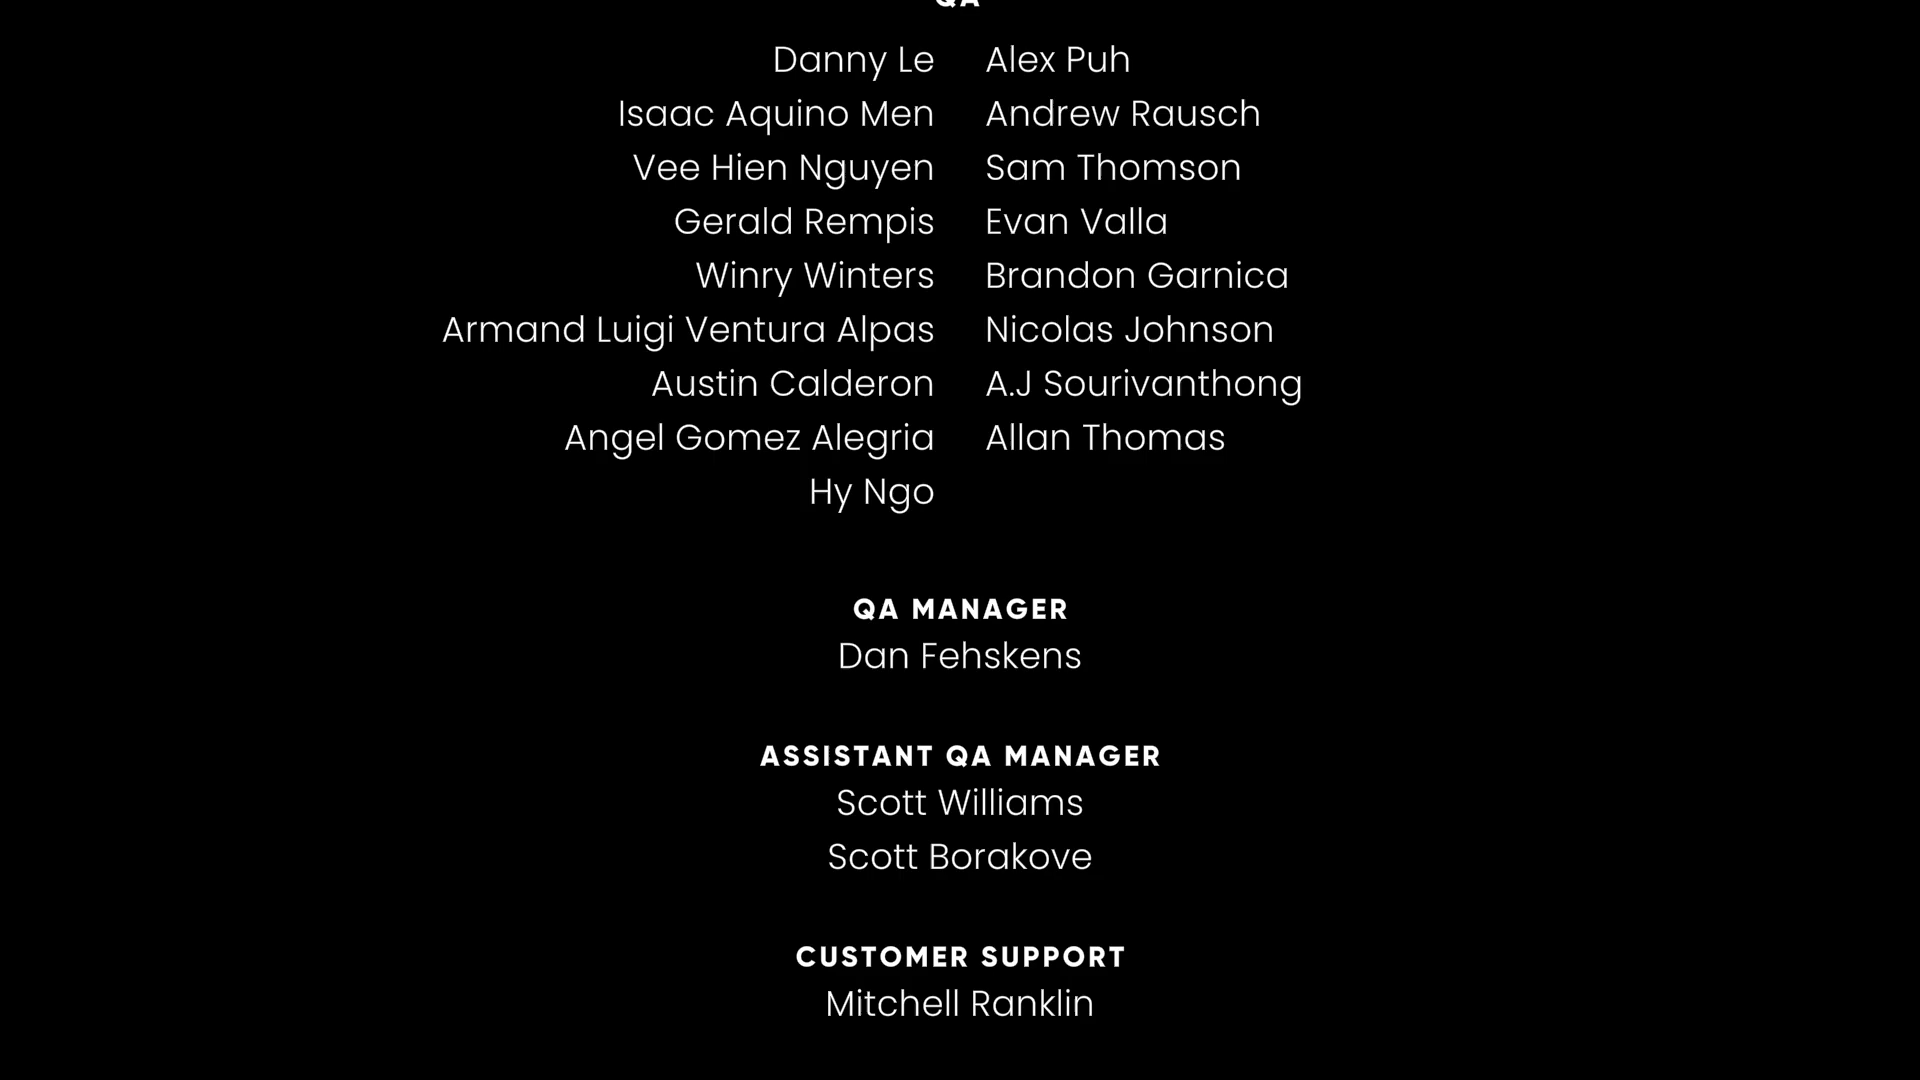 QA
Danny Le Alex Puh
Isaac Aquino Men Andrew Rausch
Vee Hien Nguyen Sam Thomson
Gerald Rempis Evan Valla
Winry Winters Brandon Garnica
Armand Luigi Ventura Alpas Nicolas Johnson
Austin Calderon A.J Sourivanthong
Angel Gomez Alegria Allan Thomas
Hy Ngo
QA MANAGER
Dan Fehskens
ASSISTANT QA MANAGER
Scott Williams
Scott Borakove
CUSTOMER SUPPORT
Mitchell Ranklin